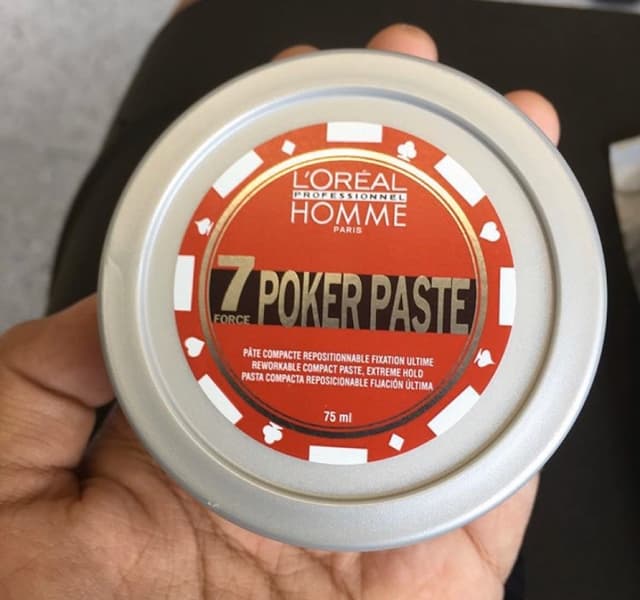 L'ORÉAL
PROFESSIONNEL
HOMME
PARIS
7 POKER PASTE
FORCE
PÂTE COMPACTE REPOSITIONNABLE FIXATION ULTIME
REWORKABLE COMPACT PASTE, EXTREME HOLD
PASTA COMPACTA REPOSICIONABLE FIJACIÓN ÚLTIMA
75 ml